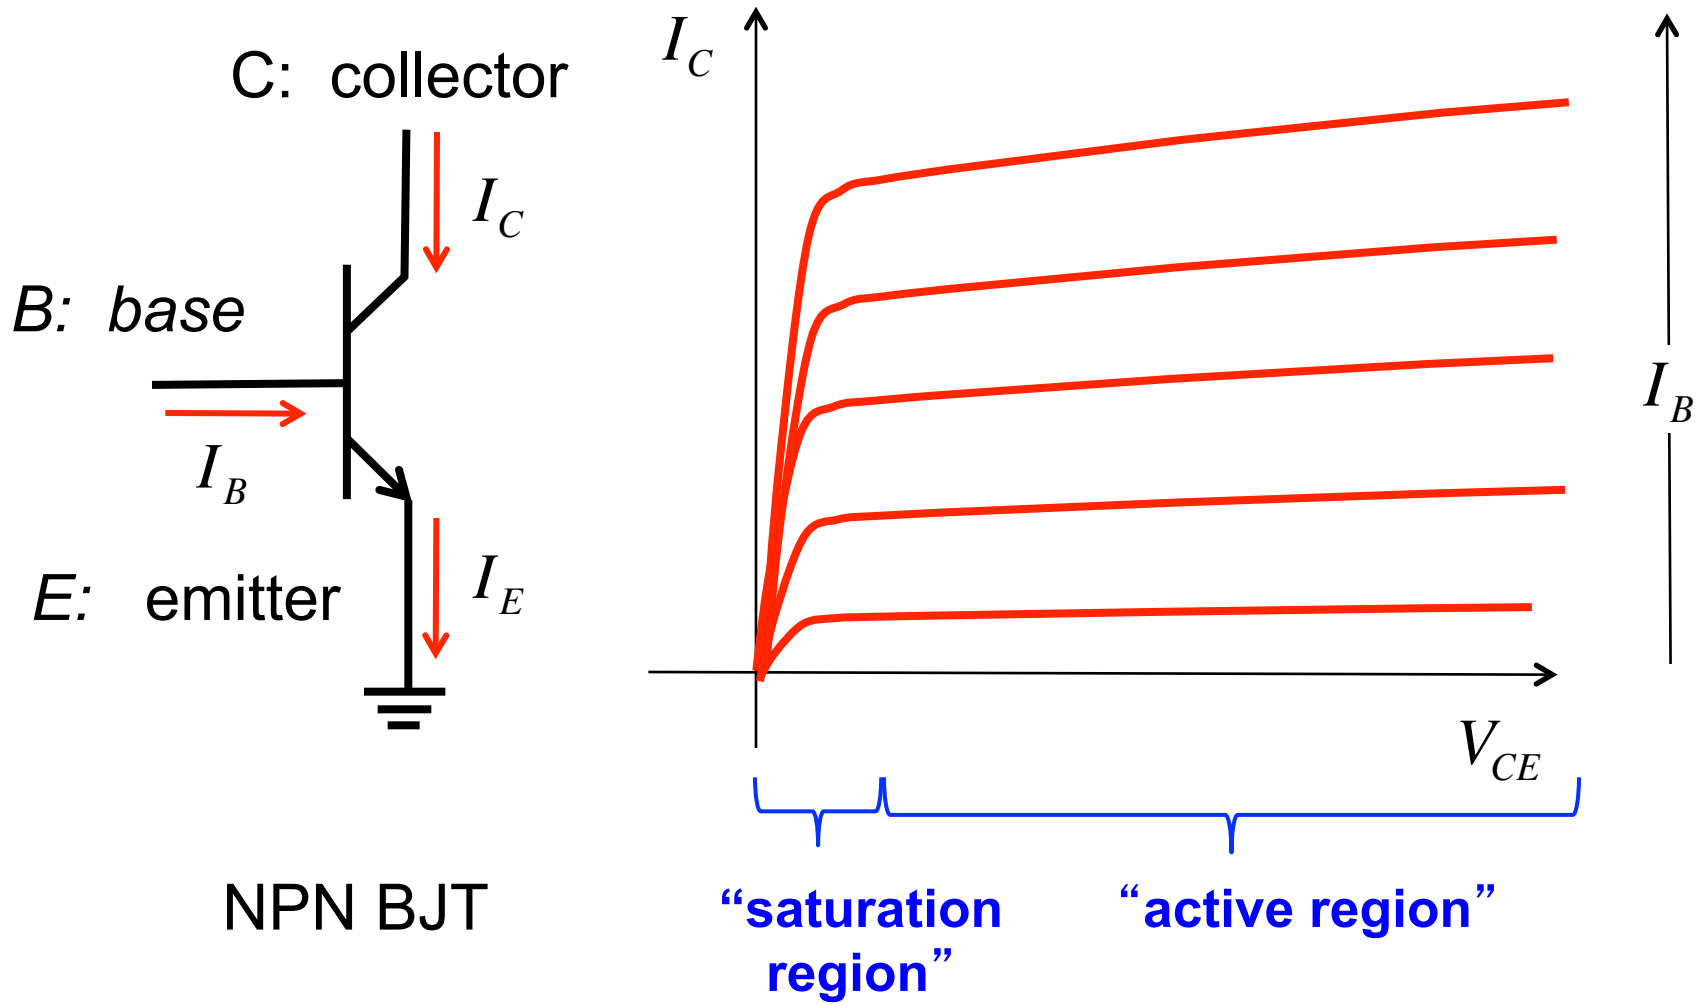 C: collector
I_C
B: base
I_B
E: emitter
I_E
NPN BJT
I_C
I_B
V_CE
“saturation
region”
“active region”